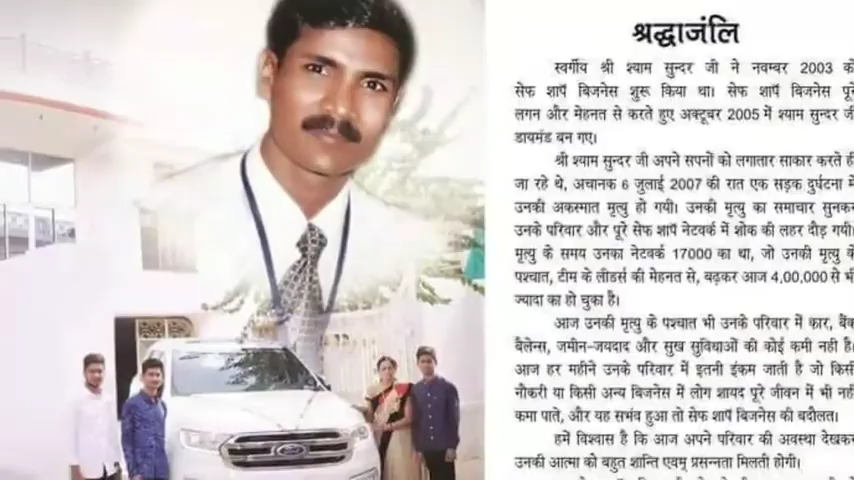 श्रद्धाजंलि
स्वर्गीय श्री श्याम सुन्दर जी ने नवम्बर 2003 को
सेफ शापॅ बिजनेस शुरू किया था। सेफ शापॅ बिजनेस पूरे
लगन और मेहनत से करते हुए अक्टूबर 2005 में श्याम सुन्दर जी
डायमंड बन गए।
श्री श्याम सुन्दर जी अपने सपनों को लगातार साकार करते ही
जा रहे थे, अचानक 6 जुलाई 2007 की रात एक सड़क दुर्घटना में
उनकी अकस्मात मृत्यु हो गयी। उनकी मृत्यु का समाचार सुनकर
उनके परिवार और पूरे सेफ शापॅ नेटवर्क में शोक की लहर दौड़ गयी।
मृत्यु के समय उनका नेटवर्क 17000 का था, जो उनकी मृत्यु के
पश्चात, टीम के लीडर्स की मेहनत से, बढ़कर आज 4,00,000 से भी
ज्यादा का हो चुका है।
आज उनकी मृत्यु के पश्चात भी उनके परिवार में कार, बैंक
बैलेन्स, जमीन-जयदाद और सुख सुविधाओं की कोई कमी नही है।
आज हर महीने उनके परिवार में इतनी इंकम जाती है जो किसी
नौकरी या किसी अन्य बिजनेस में लोग शायद पूरे जीवन में भी नही
कमा पाते, और यह सभंव हुआ तो सेफ शापॅ बिजनेस की बदौलत।
हमें विश्वास है कि आज अपने परिवार की अवस्था देखकर
उनकी आत्मा को बहुत शान्ति एवम् प्रसन्नता मिलती होगी।
Ford